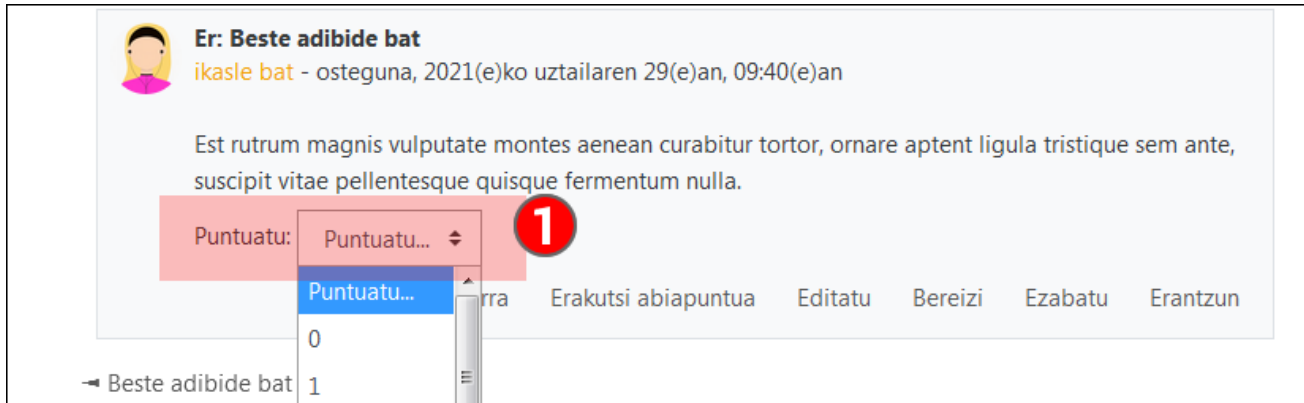 Er: Beste adibide bat
ikasle bat - osteguna, 2021(e)ko uztailaren 29(e)an, 09:40(e)an
Est rutrum magnis vulputate montes aenean curabitur tortor, ornare aptent ligula tristique sem ante,
suscipit vitae pellentesque quisque fermentum nulla.
Puntuatu: Puntuatu... 1
Puntuatu... rra Erakutsi abiapuntua Editatu Bereizi Ezabatu Erantzun
0
Beste adibide bat 1